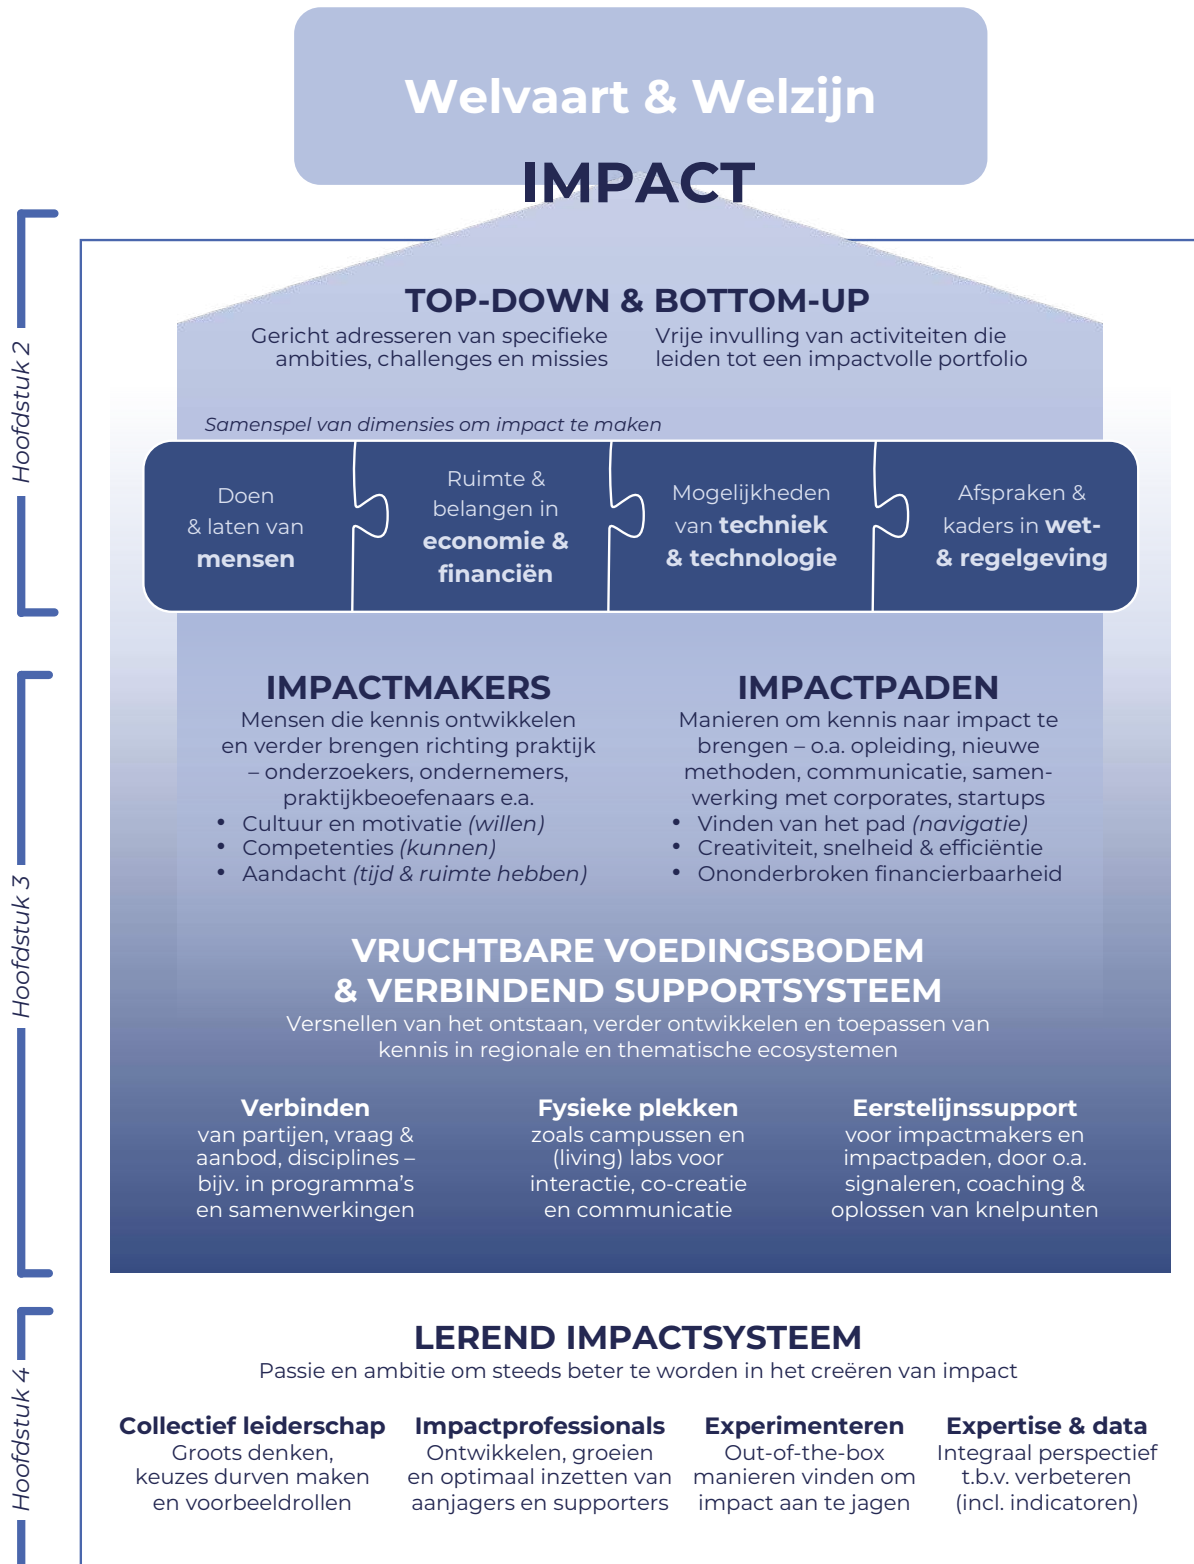 Welvaart & Welzijn
IMPACT
Hoofdstuk 2
TOP-DOWN & BOTTOM-UP
Gericht adresseren van specifieke
ambities, challenges en missies
Vrije invulling van activiteiten die
leiden tot een impactvolle portfolio
Samenspel van dimensies om impact te maken
Doen
& laten van
mensen
Ruimte &
belangen in
economie &
financiën
Mogelijkheden
van techniek
& technologie
Afspraken &
kaders in wet-
& regelgeving
Hoofdstuk 3
IMPACTMAKERS
Mensen die kennis ontwikkelen
en verder brengen richting praktijk
– onderzoekers, ondernemers,
praktijkbeoefenaars e.a.
• Cultuur en motivatie (willen)
• Competenties (kunnen)
• Aandacht (tijd & ruimte hebben)
IMPACTPADEN
Manieren om kennis naar impact te
brengen – o.a. opleiding, nieuwe
methoden, communicatie, samen-
werking met corporates, startups
• Vinden van het pad (navigatie)
• Creativiteit, snelheid & efficiëntie
• Ononderbroken financierbaarheid
VRUCHTBARE VOEDINGSBODEM
& VERBINDEND SUPPORTSYSTEEM
Versnellen van het ontstaan, verder ontwikkelen en toepassen van
kennis in regionale en thematische ecosystemen
Verbinden
van partijen, vraag &
aanbod, disciplines –
bijv. in programma's
en samenwerkingen
Fysieke plekken
zoals campussen en
(living) labs voor
interactie, co-creatie
en communicatie
Eerstelijnssupport
voor impactmakers en
impactpaden, door o.a.
signaleren, coaching &
oplossen van knelpunten
Hoofdstuk 4
LEREND IMPACTSYSTEEM
Passie en ambitie om steeds beter te worden in het creëren van impact
Collectief leiderschap
Groots denken,
keuzes durven maken
en voorbeeldrollen
Impactprofessionals
Ontwikkelen, groeien
en optimaal inzetten van
aanjagers en supporters
Experimenteren
Out-of-the-box
manieren vinden om
impact aan te jagen
Expertise & data
Integraal perspectief
t.b.v. verbeteren
(incl. indicatoren)